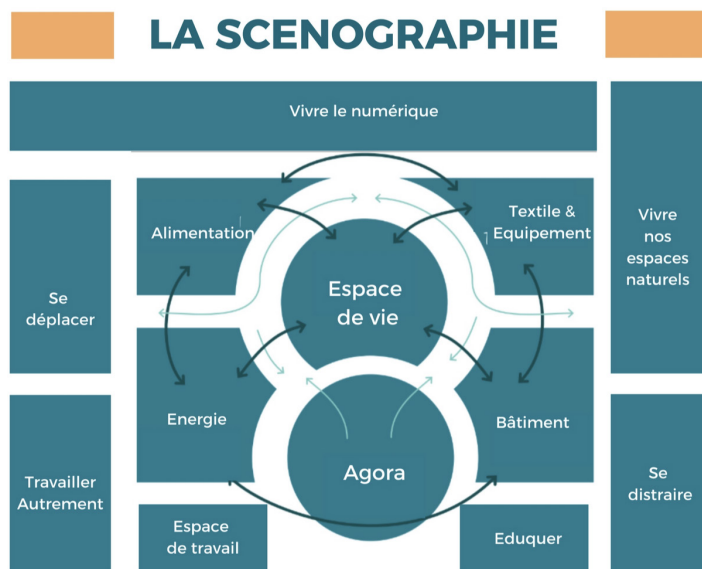 LA SCENOGRAPHIE
Vivre le numérique
Alimentation
Textile &
Equipement
Vivre
nos
espaces
naturels
Se
déplacer
Espace
de vie
Energie
Bâtiment
Agora
Travailler
Autrement
Se
distraire
Espace
de travail
Eduquer